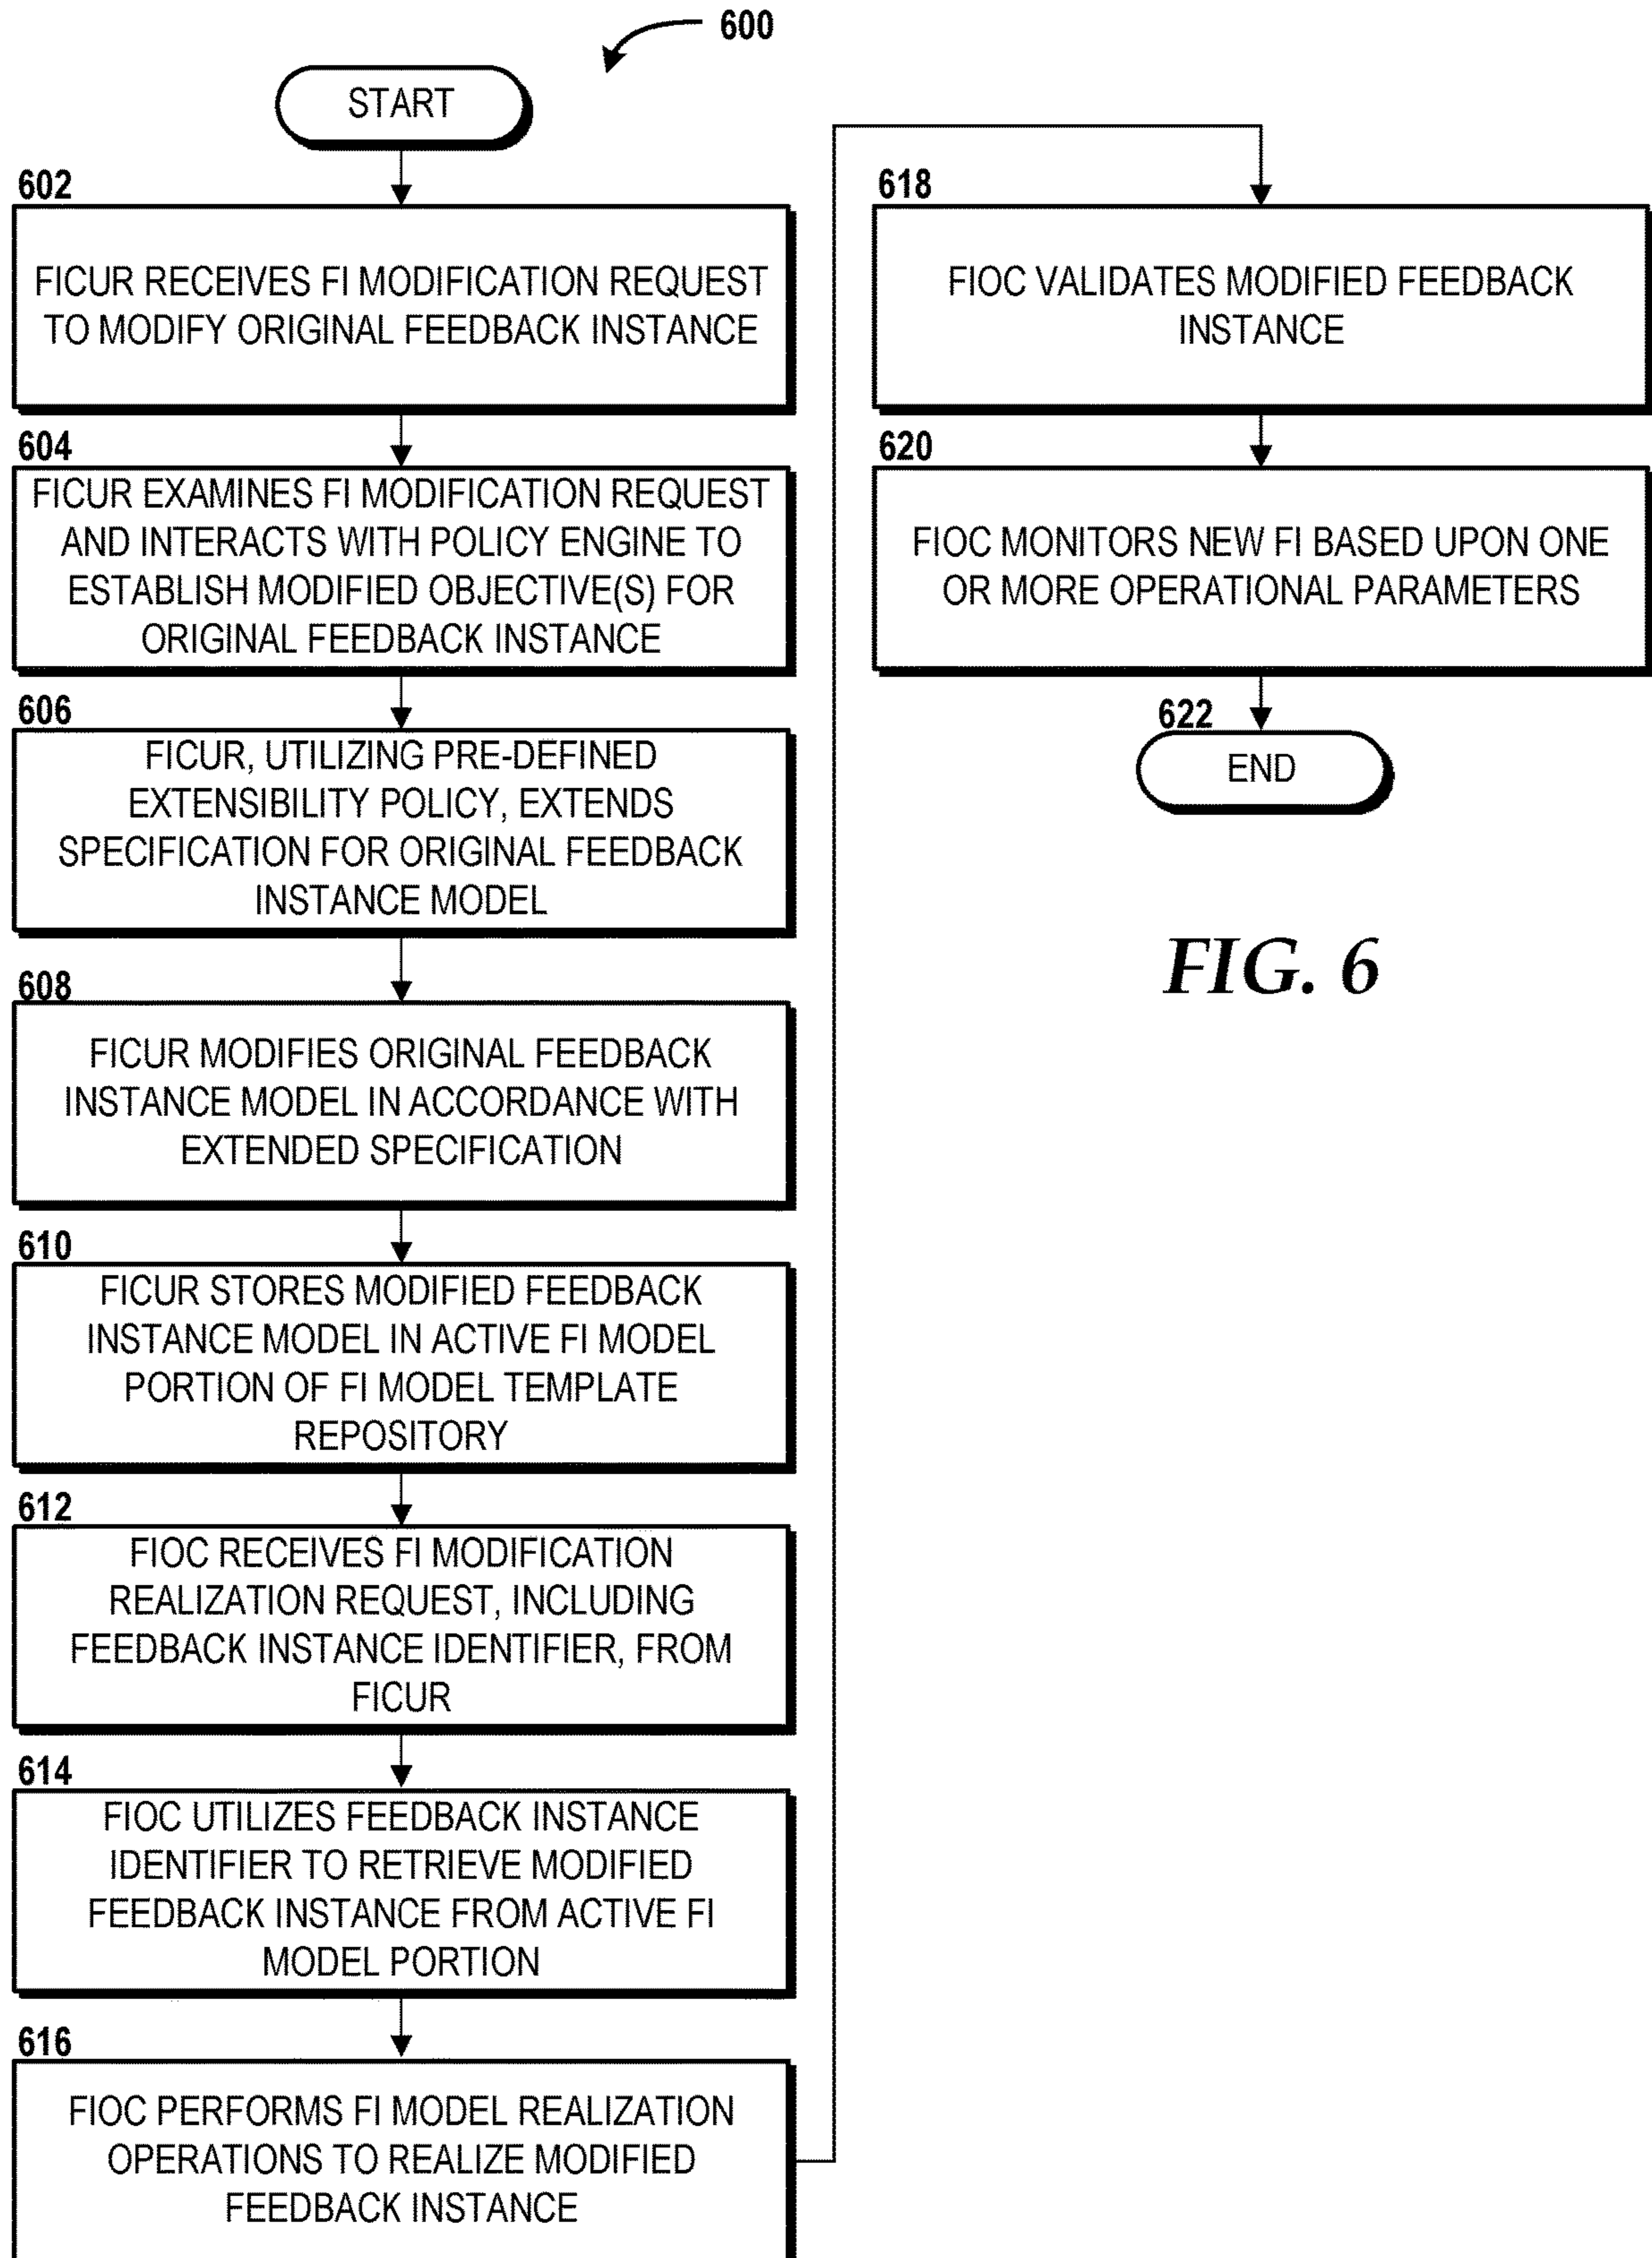 600
START
602
FICUR RECEIVES FI MODIFICATION REQUEST
TO MODIFY ORIGINAL FEEDBACK INSTANCE
604
FICUR EXAMINES FI MODIFICATION REQUEST
AND INTERACTS WITH POLICY ENGINE TO
ESTABLISH MODIFIED OBJECTIVE(S) FOR
ORIGINAL FEEDBACK INSTANCE
606
FICUR, UTILIZING PRE-DEFINED
EXTENSIBILITY POLICY, EXTENDS
SPECIFICATION FOR ORIGINAL FEEDBACK
INSTANCE MODEL
608
FICUR MODIFIES ORIGINAL FEEDBACK
INSTANCE MODEL IN ACCORDANCE WITH
EXTENDED SPECIFICATION
610
FICUR STORES MODIFIED FEEDBACK
INSTANCE MODEL IN ACTIVE FI MODEL
PORTION OF FI MODEL TEMPLATE
REPOSITORY
612
FIOC RECEIVES FI MODIFICATION
REALIZATION REQUEST, INCLUDING
FEEDBACK INSTANCE IDENTIFIER, FROM
FICUR
614
FIOC UTILIZES FEEDBACK INSTANCE
IDENTIFIER TO RETRIEVE MODIFIED
FEEDBACK INSTANCE FROM ACTIVE FI
MODEL PORTION
616
FIOC PERFORMS FI MODEL REALIZATION
OPERATIONS TO REALIZE MODIFIED
FEEDBACK INSTANCE
618
FIOC VALIDATES MODIFIED FEEDBACK
INSTANCE
620
FIOC MONITORS NEW FI BASED UPON ONE
OR MORE OPERATIONAL PARAMETERS
622
END
FIG. 6